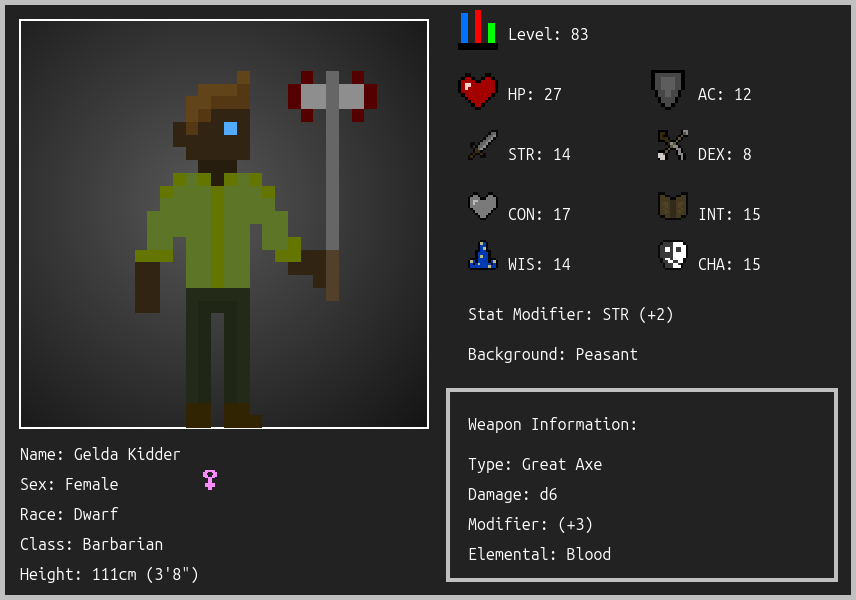 Level: 83
HP: 27
AC: 12
STR: 14
DEX: 8
CON: 17
INT: 15
WIS: 14
CHA: 15
Stat Modifier: STR (+2)
Background: Peasant
Weapon Information:
Type: Great Axe
Damage: d6
Modifier: (+3)
Elemental: Blood
Name: Gelda Kidder
Sex: Female
Race: Dwarf
Class: Barbarian
Height: 111cm (3'8")